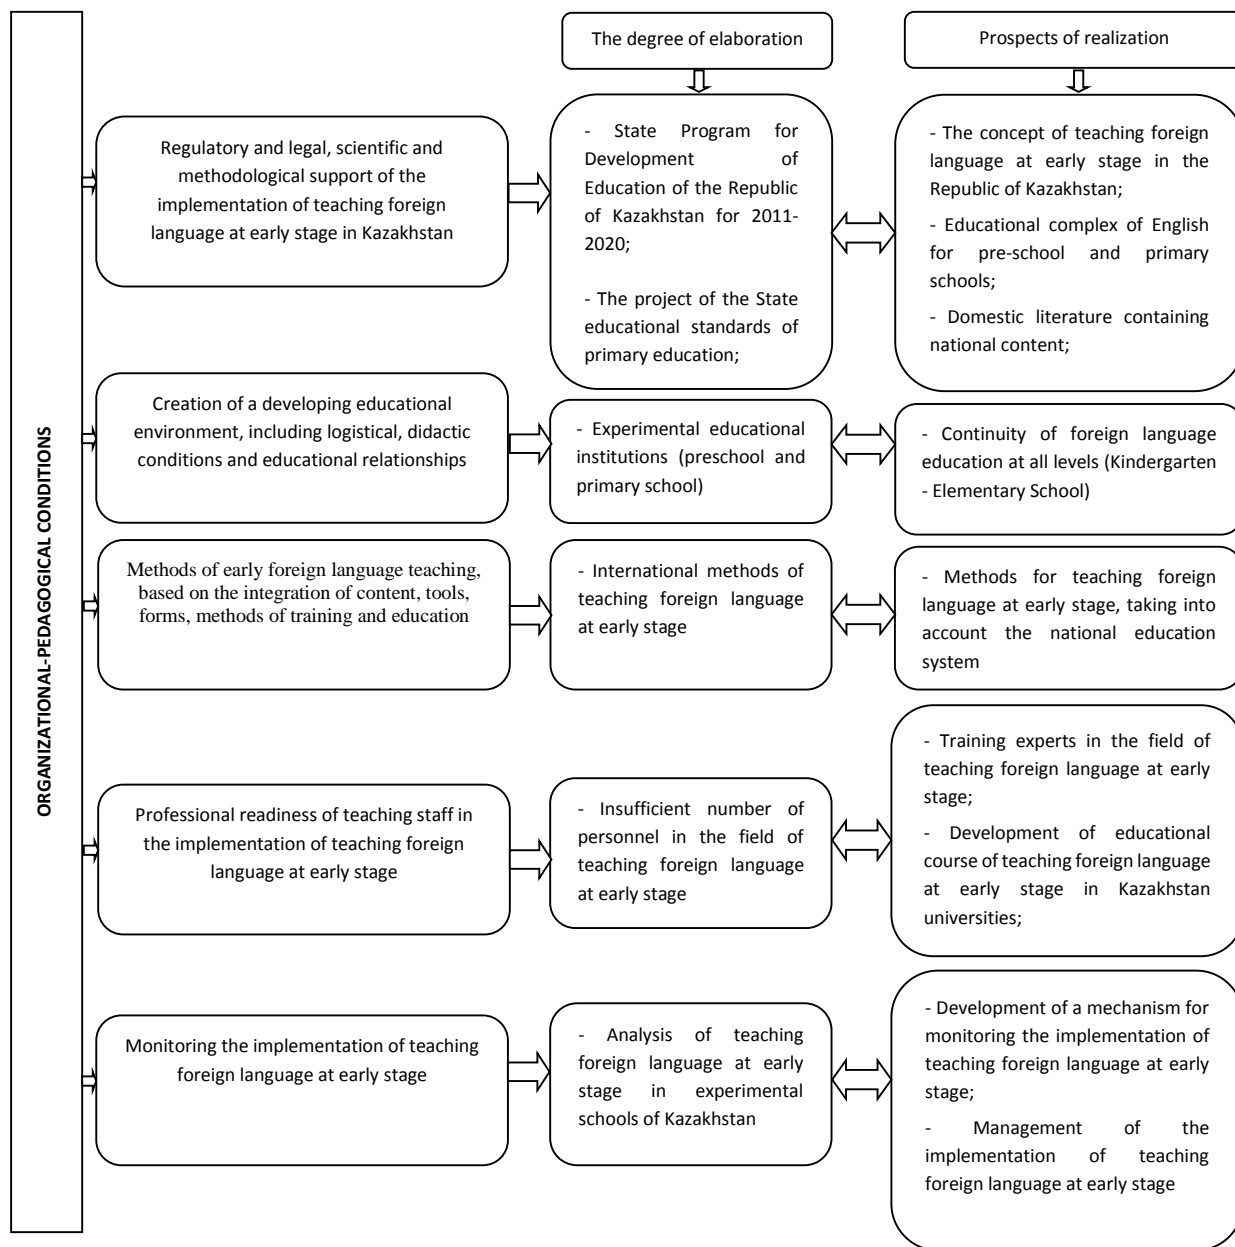 The degree of elaboration
Prospects of realization
ORGANIZATIONAL-PEDAGOGICAL CONDITIONS
Regulatory and legal, scientific and
methodological support of the
implementation of teaching foreign
language at early stage in Kazakhstan
- State Program for
Development of
Education of the Republic
of Kazakhstan for 2011-
2020;
- The project of the State
educational standards of
primary education;
- The concept of teaching foreign
language at early stage in the
Republic of Kazakhstan;
- Educational complex of English
for pre-school and primary
schools;
- Domestic literature containing
national content;
Creation of a developing educational
environment, including logistical, didactic
conditions and educational relationships
- Experimental educational
institutions (preschool and
primary school)
- Continuity of foreign language
education at all levels (Kindergarten
- Elementary School)
Methods of early foreign language teaching,
based on the integration of content, tools,
forms, methods of training and education
- International methods of
teaching foreign language
at early stage
- Methods for teaching foreign
language at early stage, taking into
account the national education
system
Professional readiness of teaching staff in
the implementation of teaching foreign
language at early stage
- Insufficient number of
personnel in the field of
teaching foreign language
at early stage
- Training experts in the field of
teaching foreign language at early
stage;
- Development of educational
course of teaching foreign language
at early stage in Kazakhstan
universities;
Monitoring the implementation of teaching
foreign language at early stage
- Analysis of teaching
foreign language at early
stage in experimental
schools of Kazakhstan
- Development of a mechanism for
monitoring the implementation of
teaching foreign language at early
stage;
- Management of the
implementation of teaching
foreign language at early stage